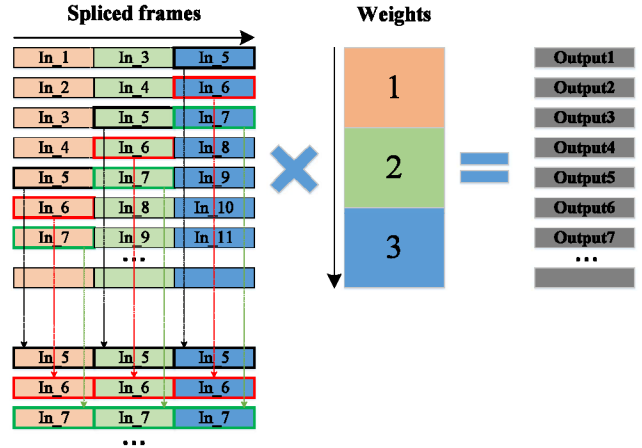 Spliced frames Weights
In_1 In_3 In_5 Output1
In_2 In_4 In_6 Output2
In_3 In_5 In_7 Output3
In_4 In_6 In_8 Output4
In_5 In_7 In_9 Output5
In_6 In_8 In_10 Output6
In_7 In_9 In_11 Output7
... ...
1
2
3
In_5 In_5 In_5
In_6 In_6 In_6
In_7 In_7 In_7
...